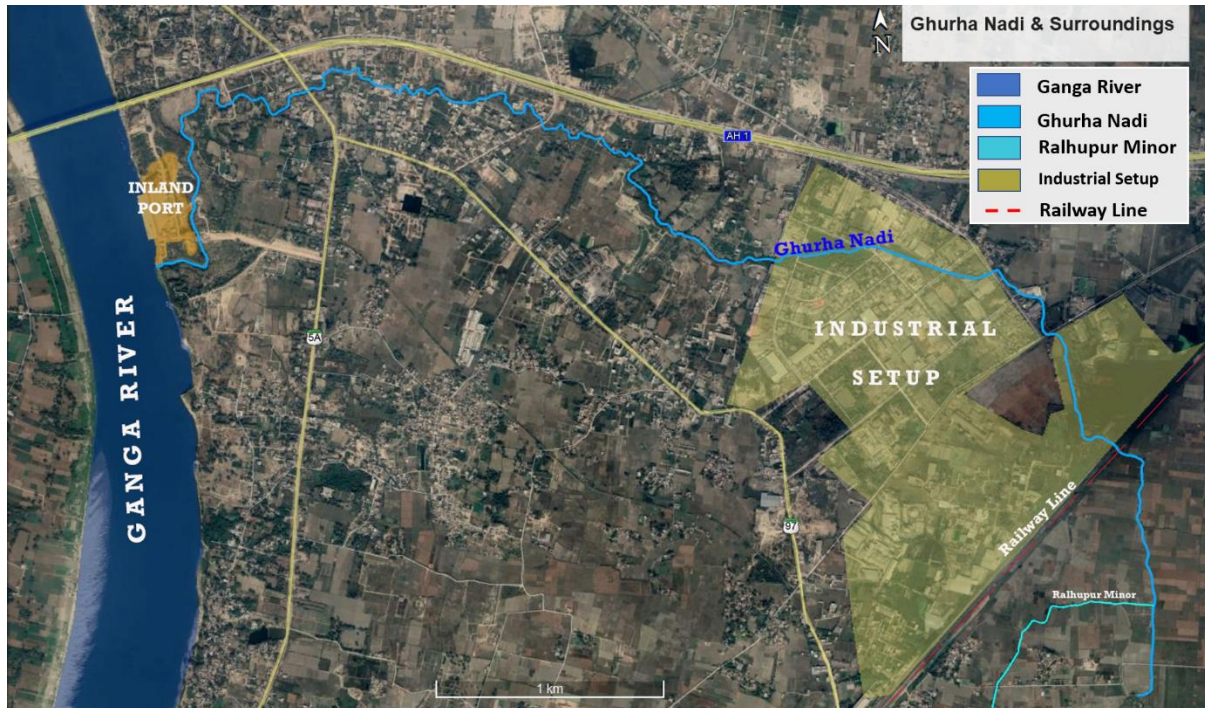 Ghurha Nadi & Surroundings
N
Ganga River
Ghurha Nadi
Ralhupur Minor
Industrial Setup
Railway Line
AH 1
INLAND
PORT
Ghurha Nadi
GANGA RIVER
5A
INDUSTRIAL
SETUP
97
Railway Line
Ralhupur Minor
1 km